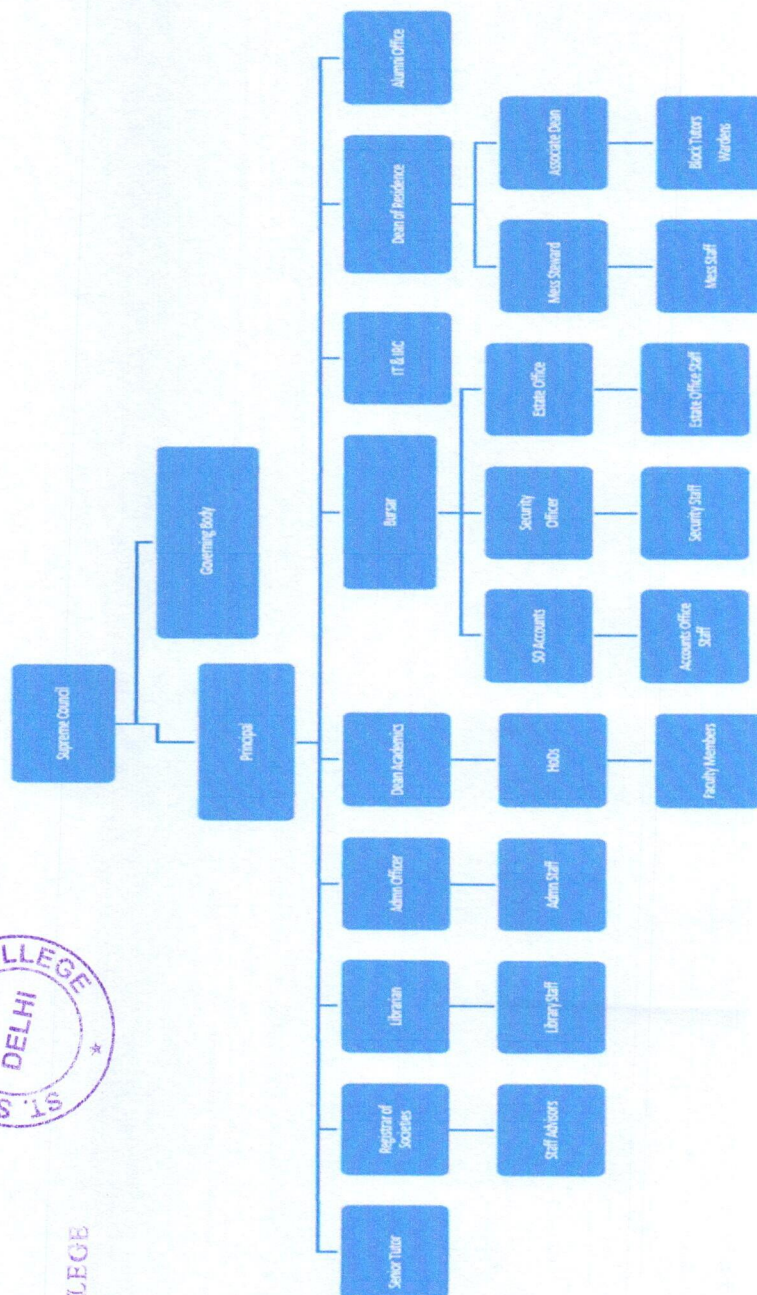 LEGE
ST. S
LLEGE
DELHI
Supreme Council
Principal
Governing Body
Senior Tutor
Registrar of
Societies
Librarian
Admn Officer
Dean Academics
Bursar
IT & IRC
Dean of Residence
Alumni Office
Staff Advisors
Library Staff
Admn Staff
HoDs
SO Accounts
Security
Officer
Estate Office
Mess Steward
Associate Dean
Faculty Members
Accounts Office
Staff
Security Staff
Estate Office Staff
Mess Staff
Block Tutors
Wardens